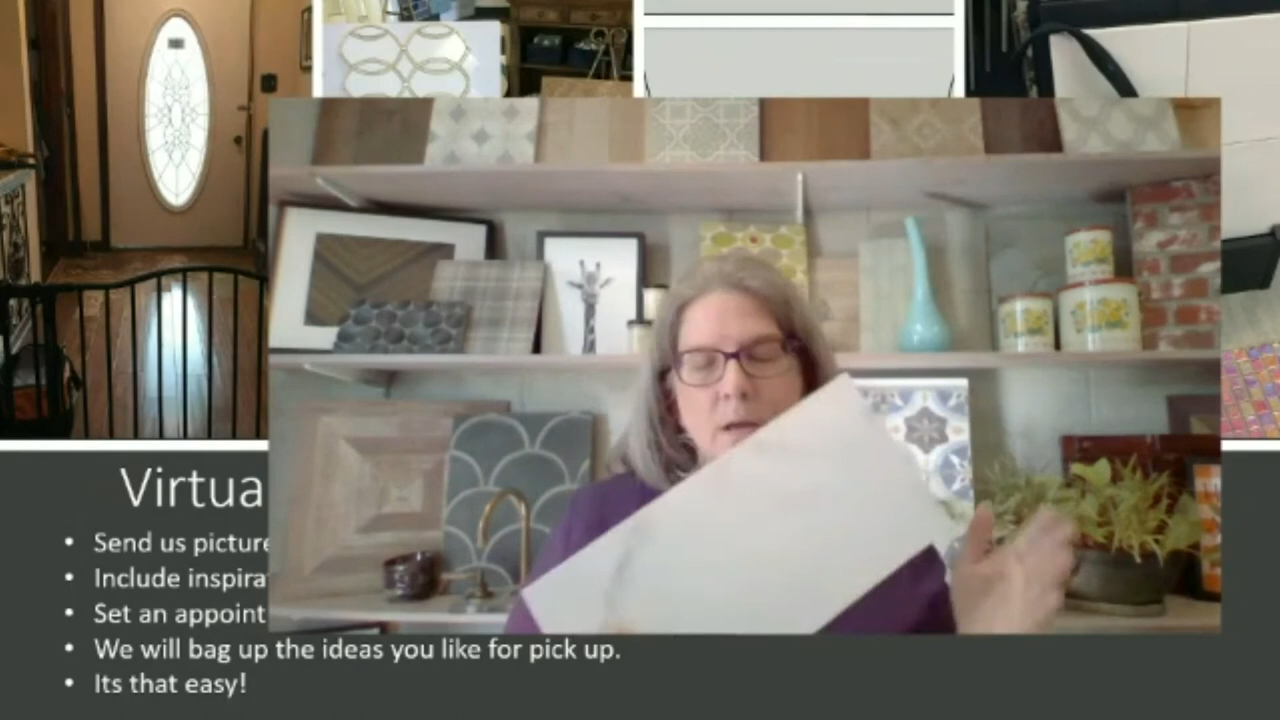 Virtua
• Send us picture
• Include inspira
• Set an appoint
• We will bag up the ideas you like for pick up.
• Its that easy!